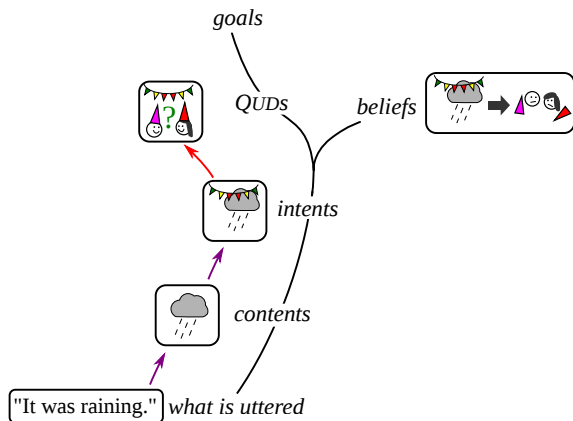 goals
QUDs
beliefs
?
intents
contents
"It was raining." what is uttered